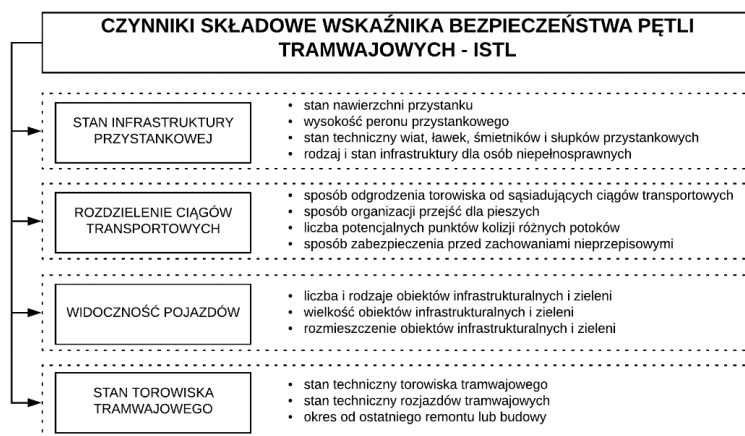 CZYNNIKI SKŁADOWE WSKAŹNIKA BEZPIECZEŃSTWA PĘTLI
TRAMWAJOWYCH - ISTL
STAN INFRASTRUKTURY
PRZYSTANKOWEJ
• stan nawierzchni przystanku
• wysokość peronu przystankowego
• stan techniczny wiat, ławek, śmietników i słupków przystankowych
• rodzaj i stan infrastruktury dla osób niepełnosprawnych
ROZDZIELENIE CIĄGÓW
TRANSPORTOWYCH
• sposób odgrodzenia torowiska od sąsiadujących ciągów transportowych
• sposób organizacji przejść dla pieszych
• liczba potencjalnych punktów kolizji różnych potoków
• sposób zabezpieczenia przed zachowaniami nieprzepisowymi
WIDOCZNOŚĆ POJAZDÓW
• liczba i rodzaje obiektów infrastrukturalnych i zieleni
• wielkość obiektów infrastrukturalnych i zieleni
• rozmieszczenie obiektów infrastrukturalnych i zieleni
STAN TOROWISKA
TRAMWAJOWEGO
• stan techniczny torowiska tramwajowego
• stan techniczny rozjazdów tramwajowych
• okres od ostatniego remontu lub budowy